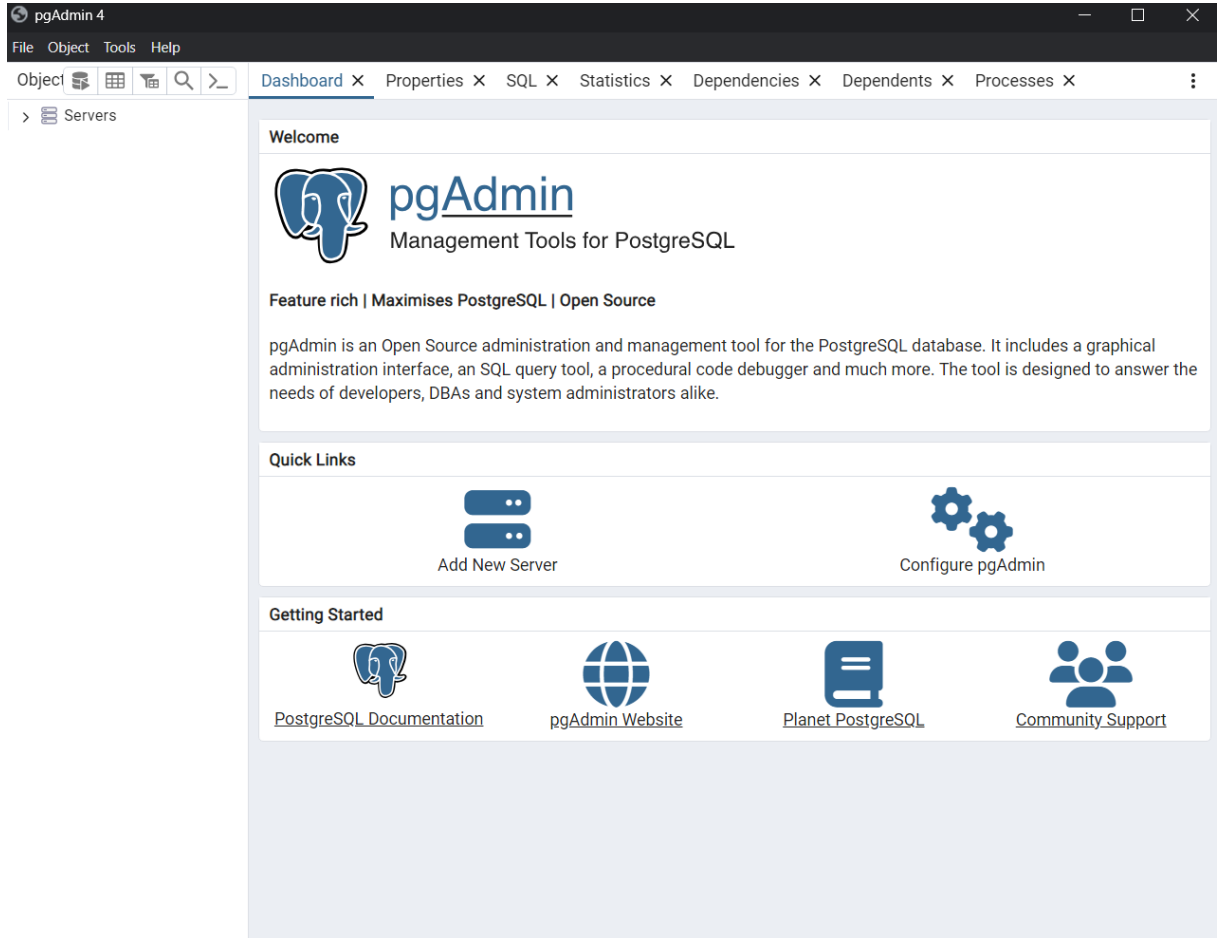 pgAdmin 4
File Object Tools Help
Object
Dashboard Properties SQL Statistics Dependencies Dependents Processes
Servers
Welcome
pgAdmin
Management Tools for PostgreSQL
Feature rich | Maximises PostgreSQL | Open Source
pgAdmin is an Open Source administration and management tool for the PostgreSQL database. It includes a graphical
administration interface, an SQL query tool, a procedural code debugger and much more. The tool is designed to answer the
needs of developers, DBAs and system administrators alike.
Quick Links
Add New Server
Configure pgAdmin
Getting Started
PostgreSQL Documentation
pgAdmin Website
Planet PostgreSQL
Community Support